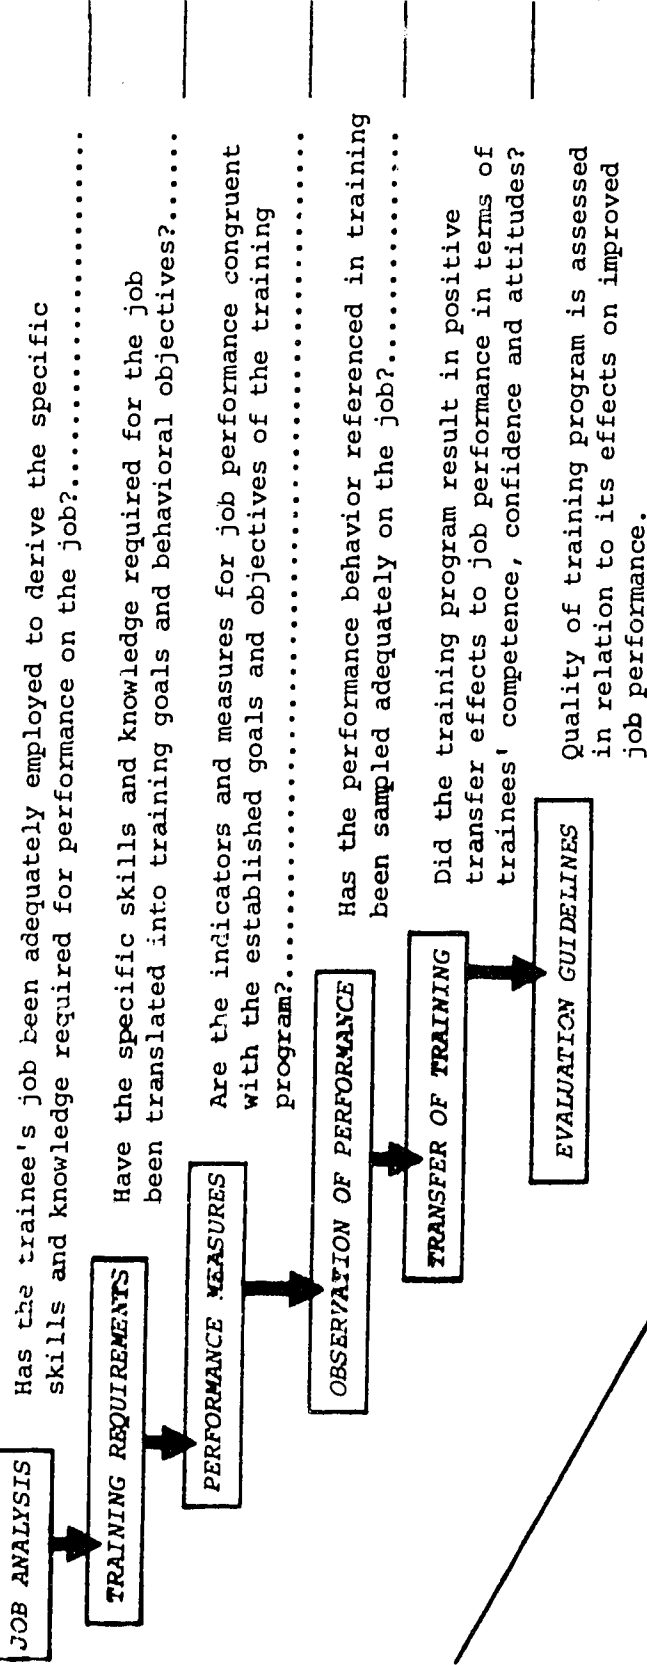 JOB ANALYSIS
Has the trainee's job been adequately employed to derive the specific
skills and knowledge required for performance on the job?..............................
TRAINING REQUIREMENTS
Have the specific skills and knowledge required for the job
been translated into training goals and behavioral objectives?......
PERFORMANCE MEASURES
Are the indicators and measures for job performance congruent
with the established goals and objectives of the training
program?...............................................................................
OBSERVATION OF PERFORMANCE
Has the performance behavior referenced in training
been sampled adequately on the job?....................
TRANSFER OF TRAINING
Did the training program result in positive
transfer effects to job performance in terms of
trainees' competence, confidence and attitudes?
EVALUATION GUIDELINES
Quality of training program is assessed
in relation to its effects on improved
job performance.